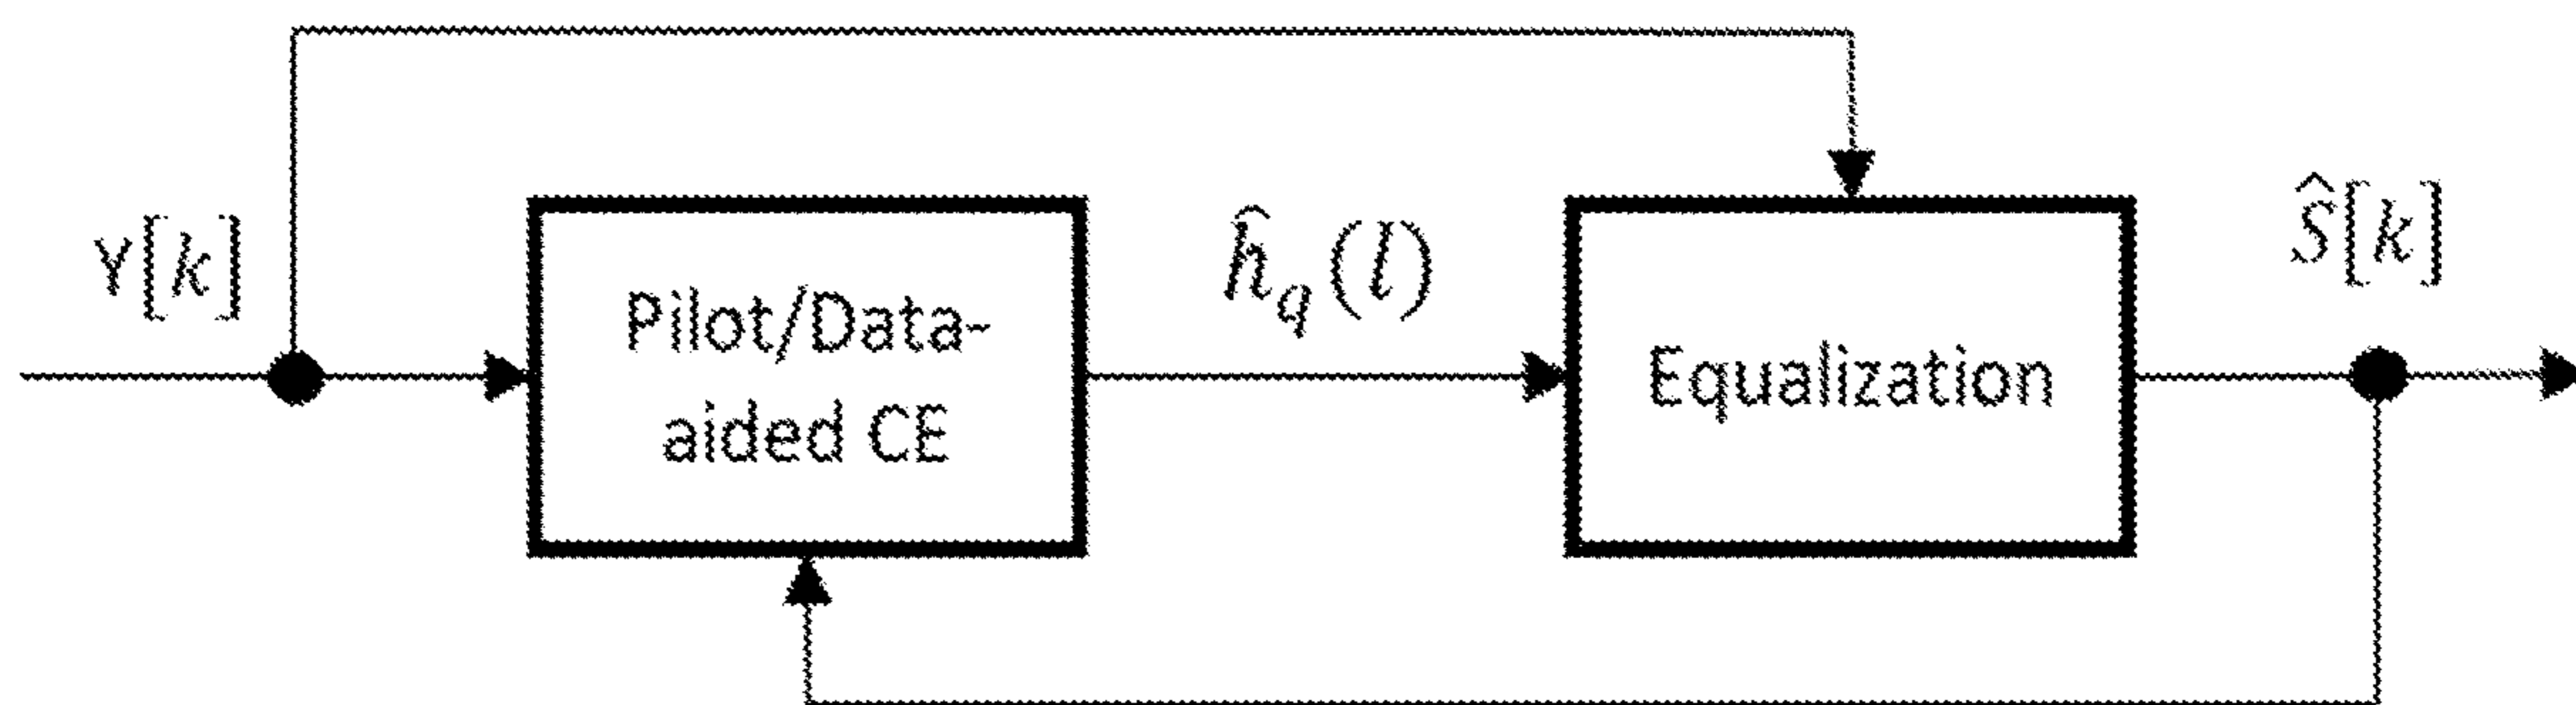 Y[k]
Pilot/Data-
aided CE
ĥ_q(l)
Equalization
Ŝ[k]